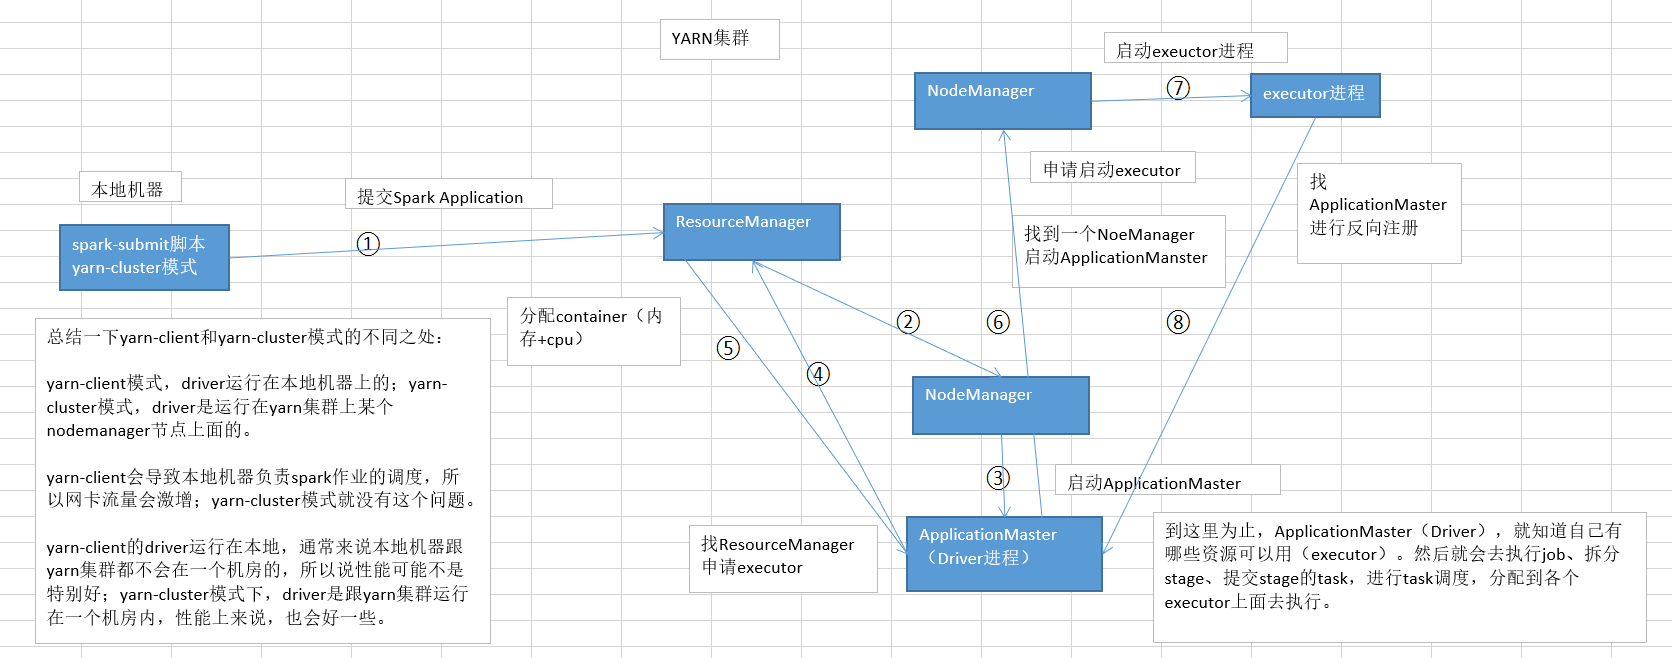 YARN集群
启动exeuctor进程
NodeManager
⑦
executor进程
申请启动executor
找
ApplicationMaster
进行反向注册
本地机器
提交Spark Application
spark-submit脚本
yarn-cluster模式
①
ResourceManager
找到一个NoeManager
启动ApplicationManster
分配container（内
存+cpu）
②
⑥
⑧
⑤
④
NodeManager
③
启动ApplicationMaster
找ResourceManager
申请executor
ApplicationMaster
（Driver进程）
总结一下yarn-client和yarn-cluster模式的不同之处：
yarn-client模式，driver运行在本地机器上的；yarn-
cluster模式，driver是运行在yarn集群上某个
nodemanager节点上面的。
yarn-client会导致本地机器负责spark作业的调度，所
以网卡流量会激增；yarn-cluster模式就没有这个问题。
yarn-client的driver运行在本地，通常来说本地机器跟
yarn集群都不会在一个机房的，所以说性能可能不是
特别好；yarn-cluster模式下，driver是跟yarn集群运行
在一个机房内，性能上来说，也会好一些。
到这里为止，ApplicationMaster（Driver），就知道自己有
哪些资源可以用（executor）。然后就会去执行job、拆分
stage、提交stage的task，进行task调度，分配到各个
executor上面去执行。